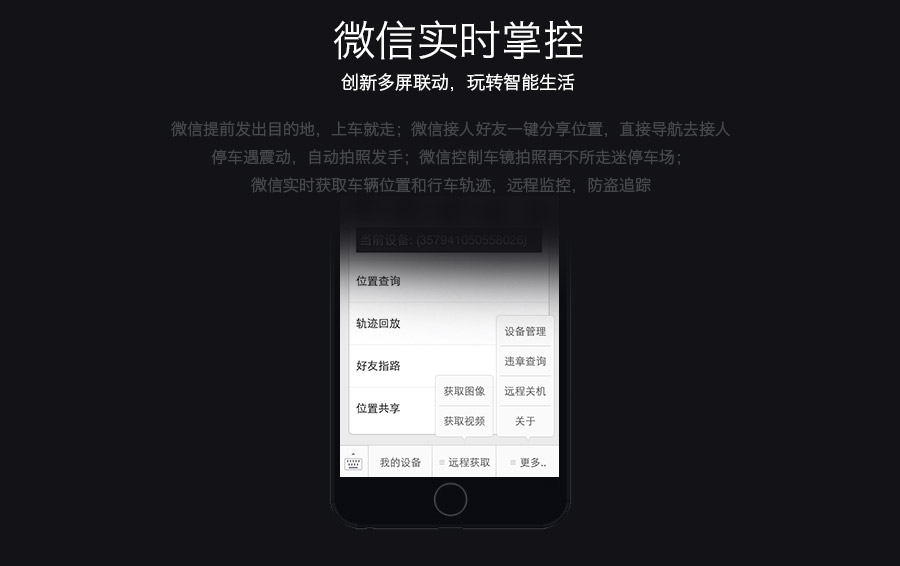 微信实时掌控
创新多屏联动，玩转智能生活
微信提前发出目的地，上车就走；微信接人好友一键分享位置，直接导航去接人
停车遇震动，自动拍照发手；微信控制车镜拍照再不所走迷停车场；
微信实时获取车辆位置和行车轨迹，远程监控，防盗追踪
当前设备: (357941050558026)
位置查询
轨迹回放
好友指路
位置共享
设备管理
违章查询
远程关机
关于
获取图像
获取视频
我的设备
≡ 远程获取
≡ 更多..